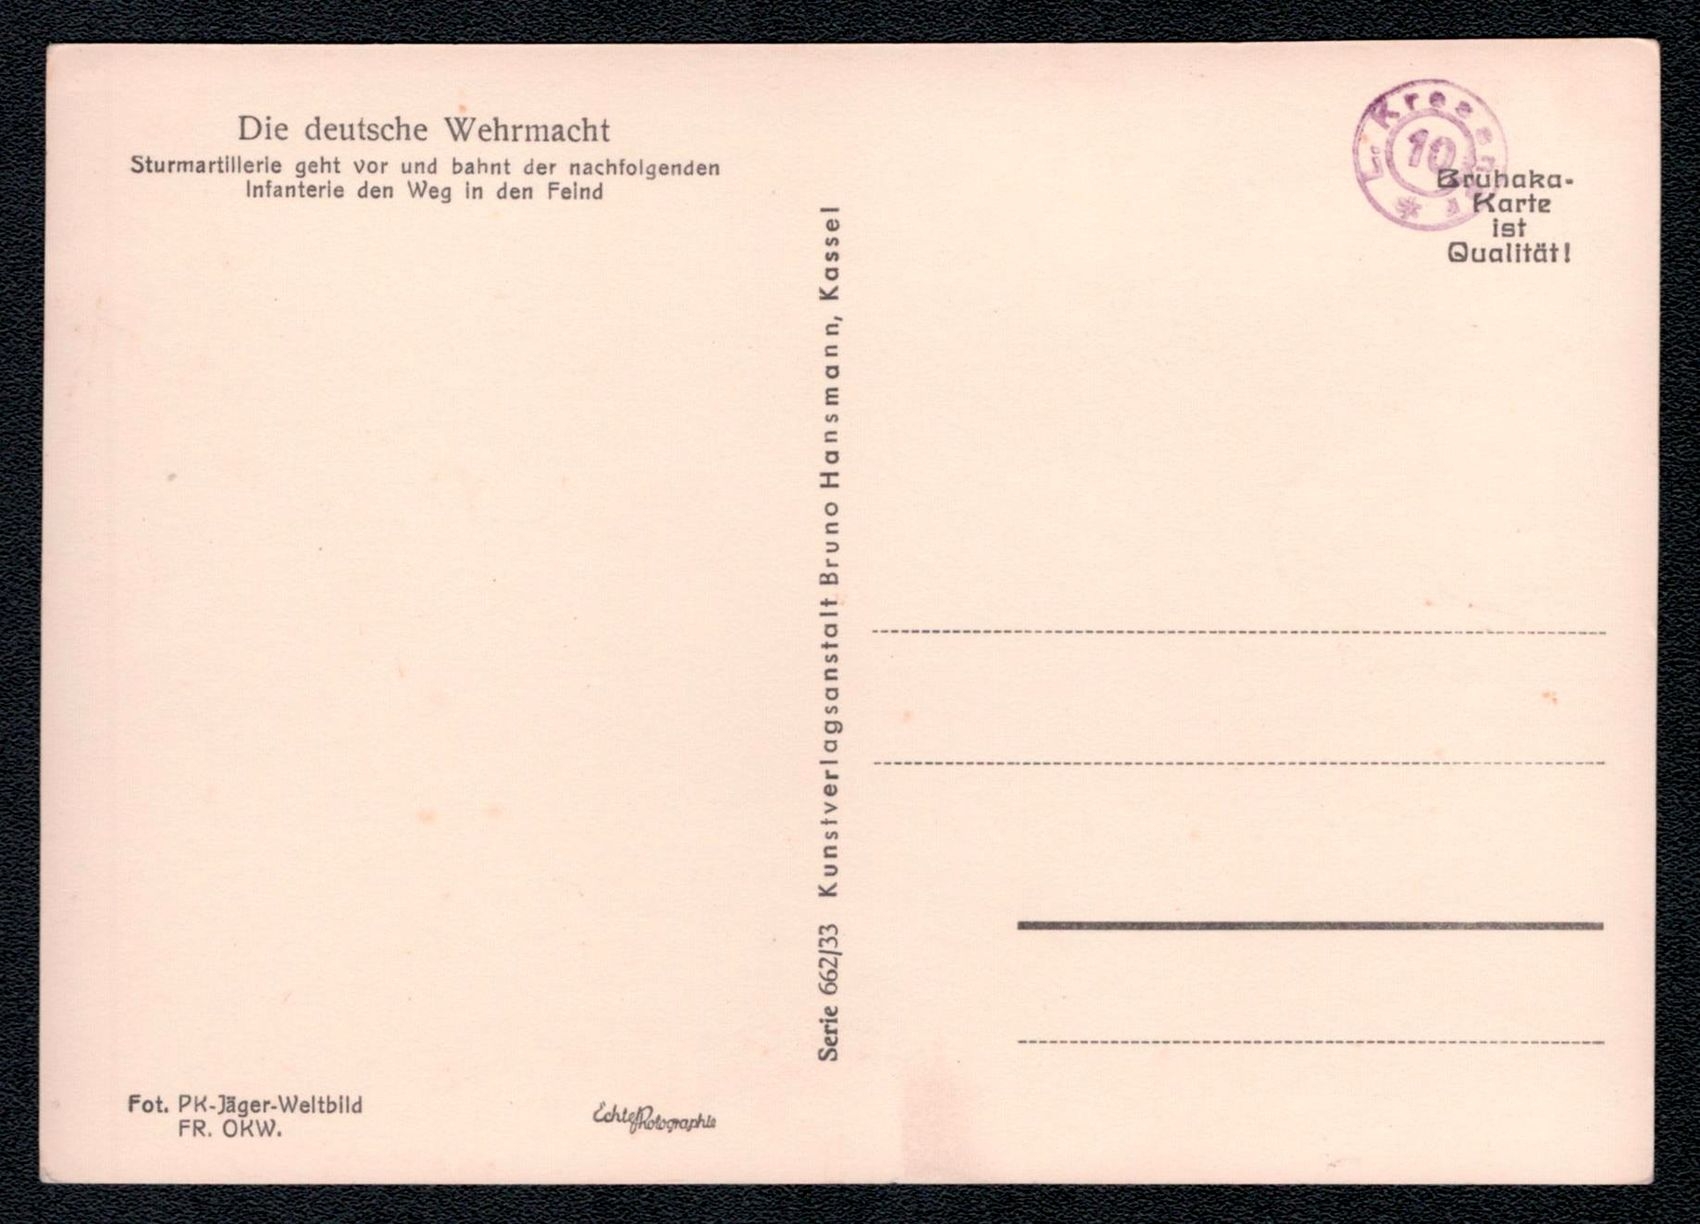 Die deutsche Wehrmacht
Sturmartillerie geht vor und bahnt der nachfolgenden
Infanterie den Weg in den Feind
Fot. PK-Jäger-Weltbild
FR. OKW.
Echte Photographie
Serie 662/33 Kunstverlagsanstalt Bruno Hansmann, Kassel
10
Bruhaka-
Karte
ist
Qualität!